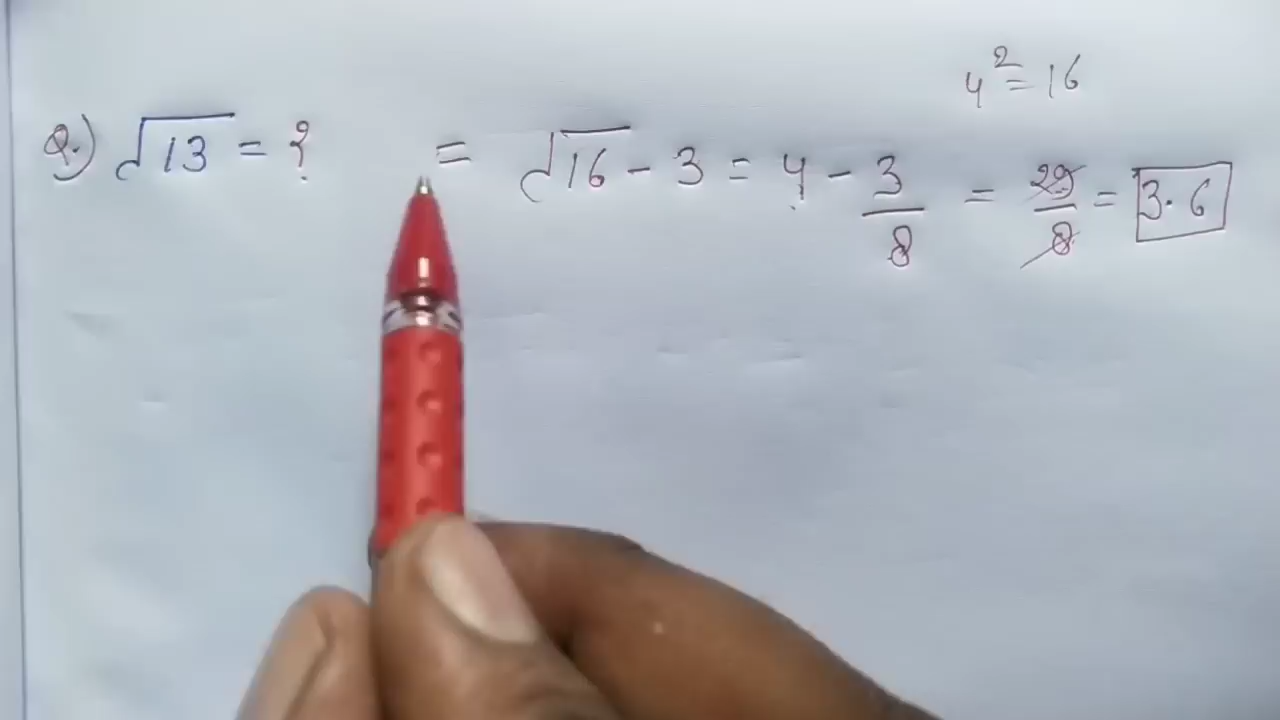 4² = 16
Q.) √13 = ? = √16 - 3 = 4 - 3/8 = 29/8 = 3.6